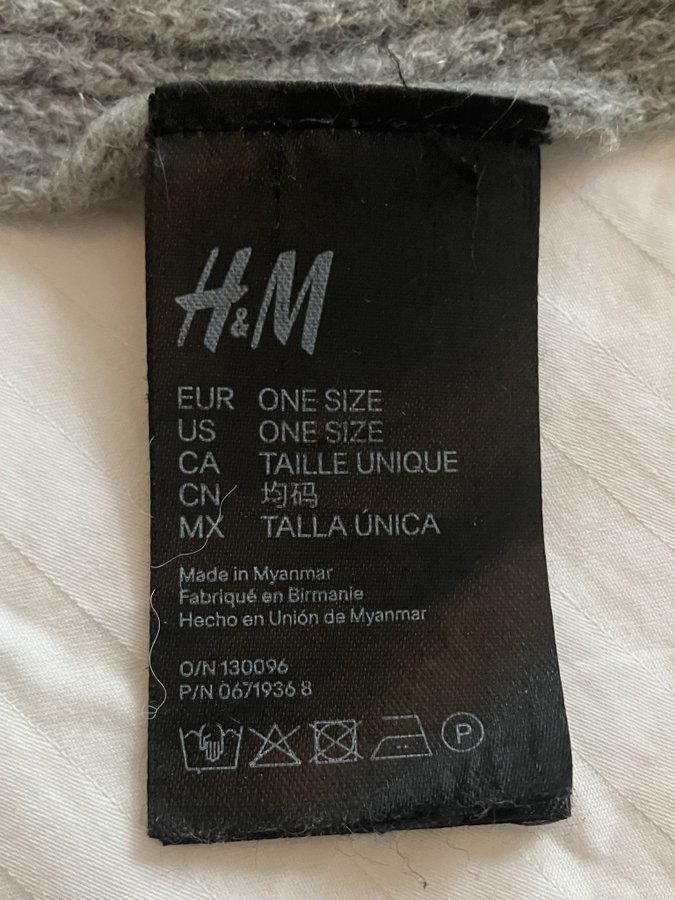 H&M
EUR ONE SIZE
US ONE SIZE
CA TAILLE UNIQUE
CN 均码
MX TALLA ÚNICA
Made in Myanmar
Fabriqué en Birmanie
Hecho en Unión de Myanmar
O/N 130096
P/N 0671936 8
P